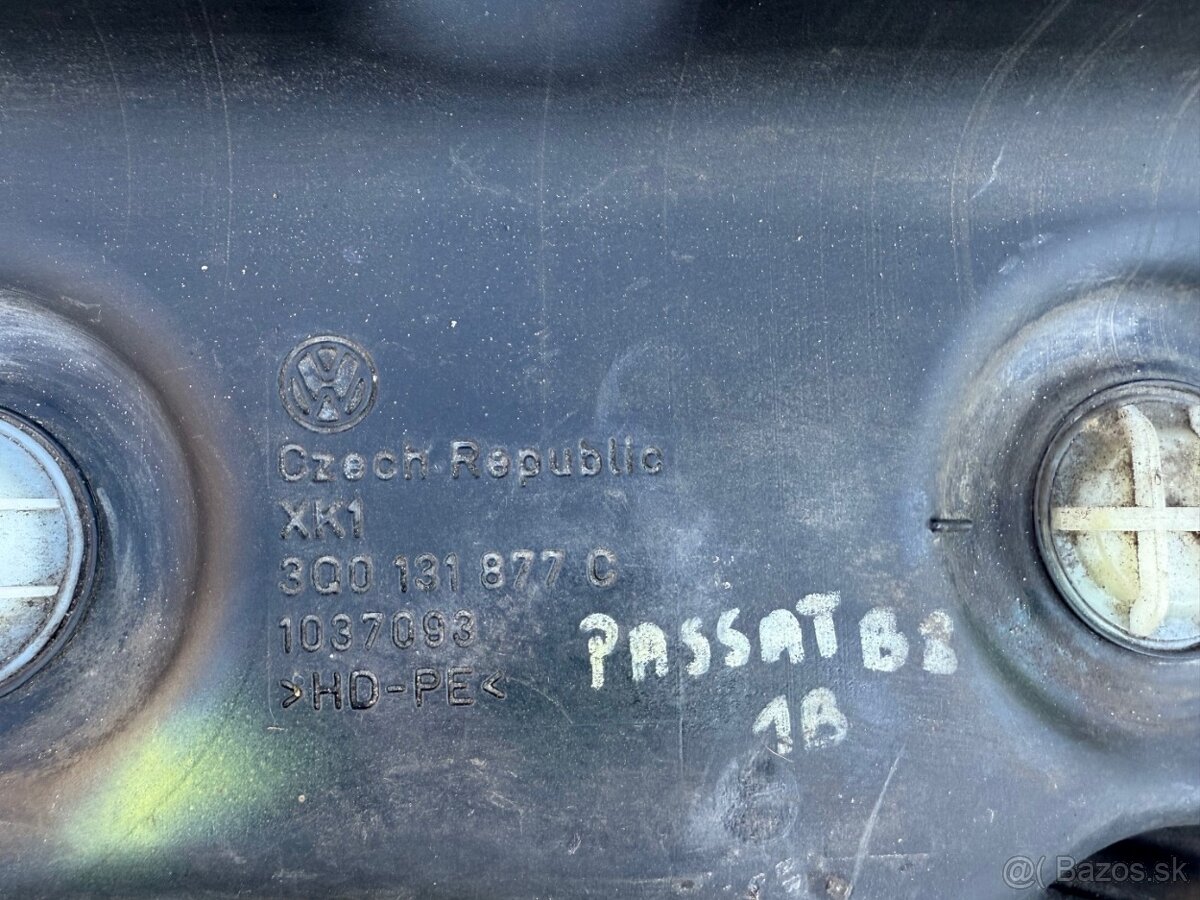 Czech Republic
XK1
3Q0 131 877 C
1037093
>HD-PE<
PASSAT B8
1B
@( Bazos.sk